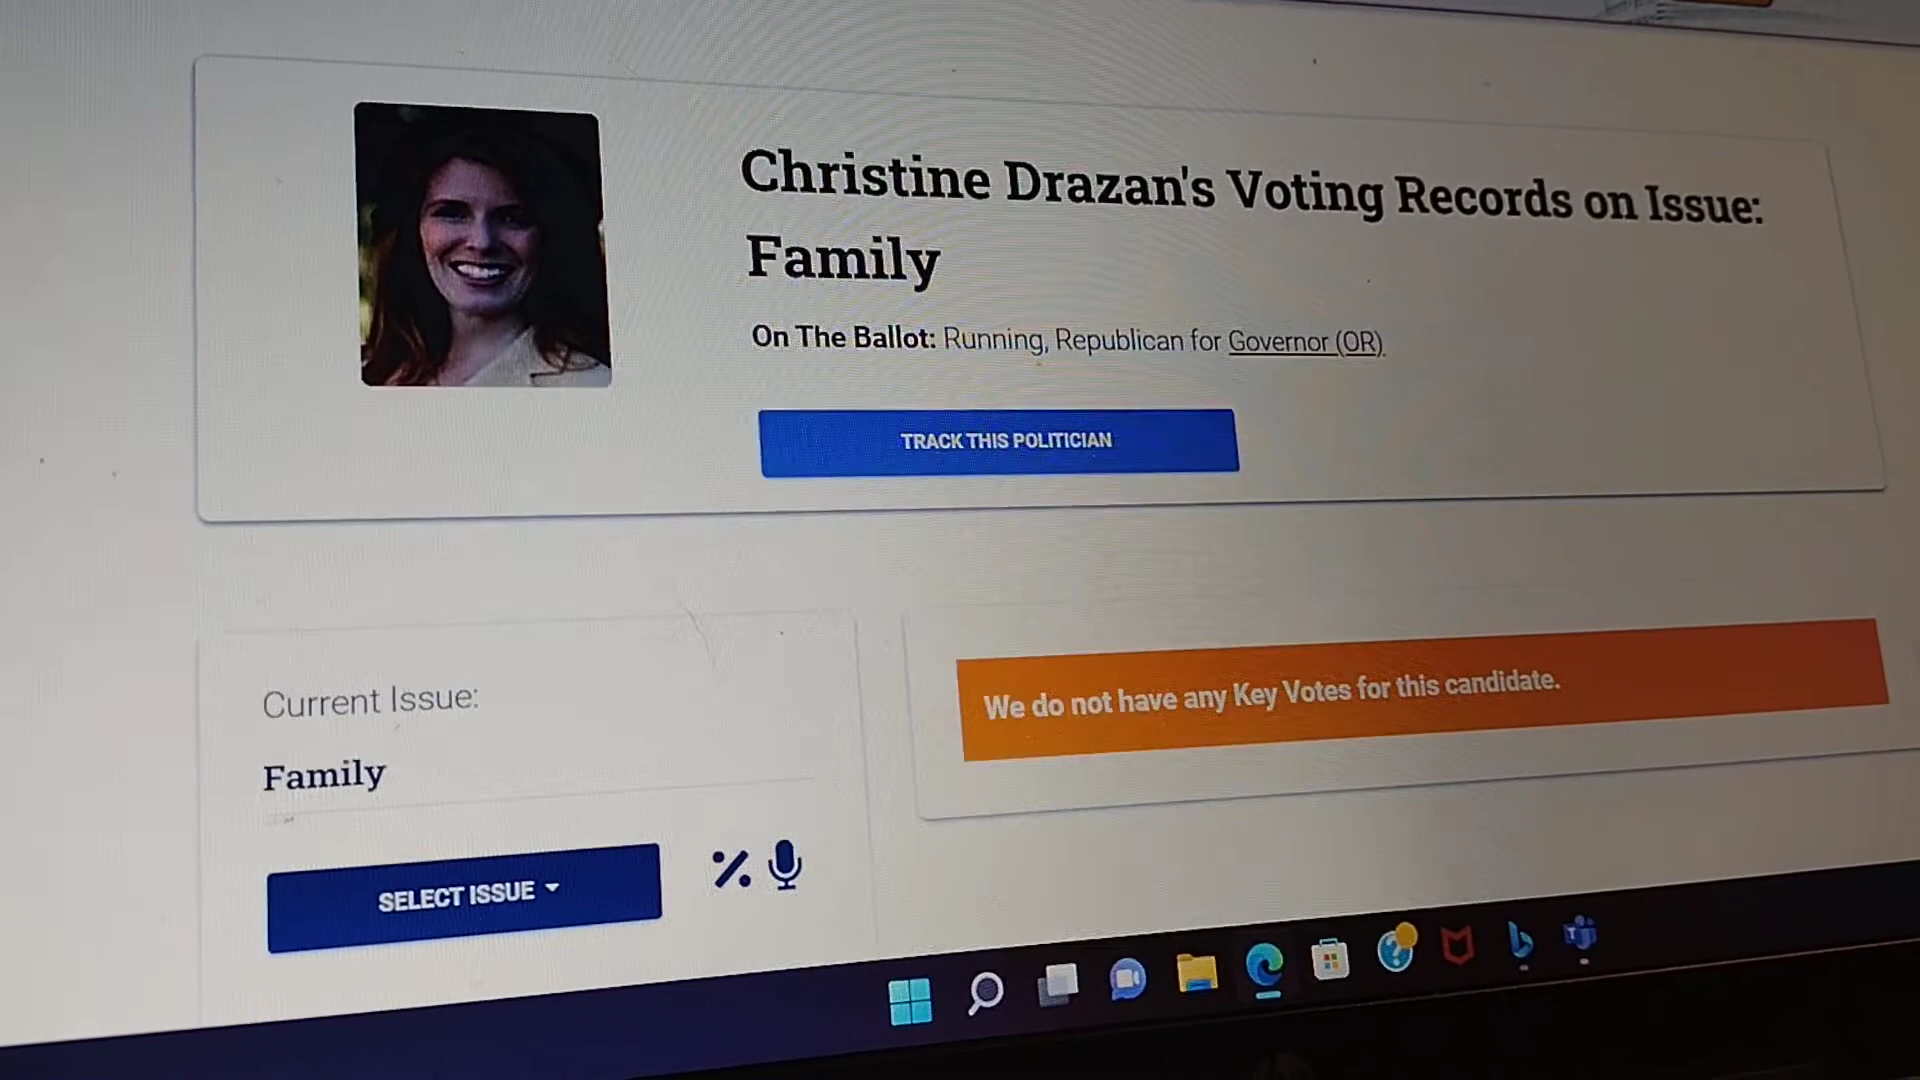 Christine Drazan's Voting Records on Issue:
Family
On The Ballot: Running, Republican for Governor (OR)
TRACK THIS POLITICIAN
Current Issue:
Family
SELECT ISSUE
We do not have any Key Votes for this candidate.